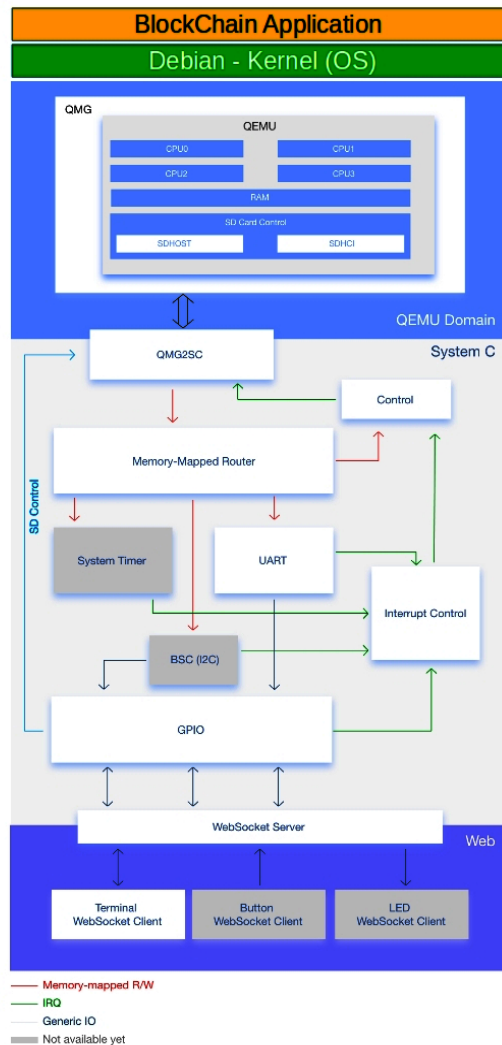 BlockChain Application
Debian - Kernel (OS)
QMG
QEMU
CPU0
CPU1
CPU2
CPU3
RAM
SD Card Control
SDHOST
SDHCI
QEMU Domain
System C
QMG2SC
Control
Memory-Mapped Router
SD Control
System Timer
UART
Interrupt Control
BSC (I2C)
GPIO
WebSocket Server
Web
Terminal
WebSocket Client
Button
WebSocket Client
LED
WebSocket Client
Memory-mapped R/W
IRQ
Generic IO
Not available yet